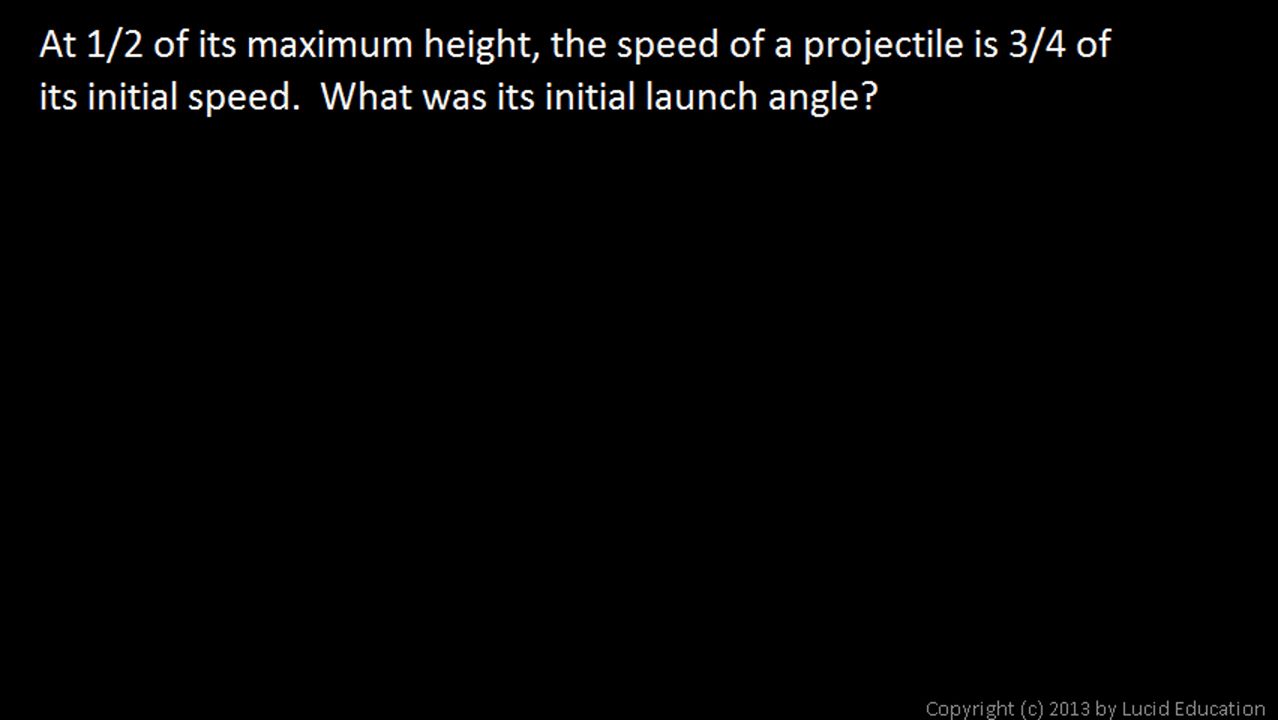 At 1/2 of its maximum height, the speed of a projectile is 3/4 of
its initial speed.  What was its initial launch angle?
Copyright (c) 2013 by Lucid Education